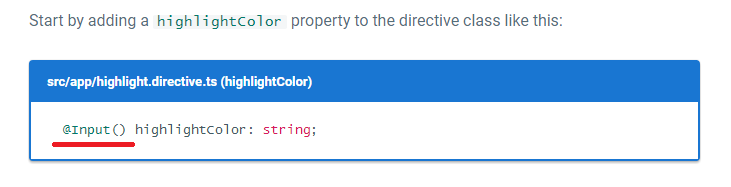 Start by adding a highlightColor property to the directive class like this:
src/app/highlight.directive.ts (highlightColor)
@Input() highlightColor: string;